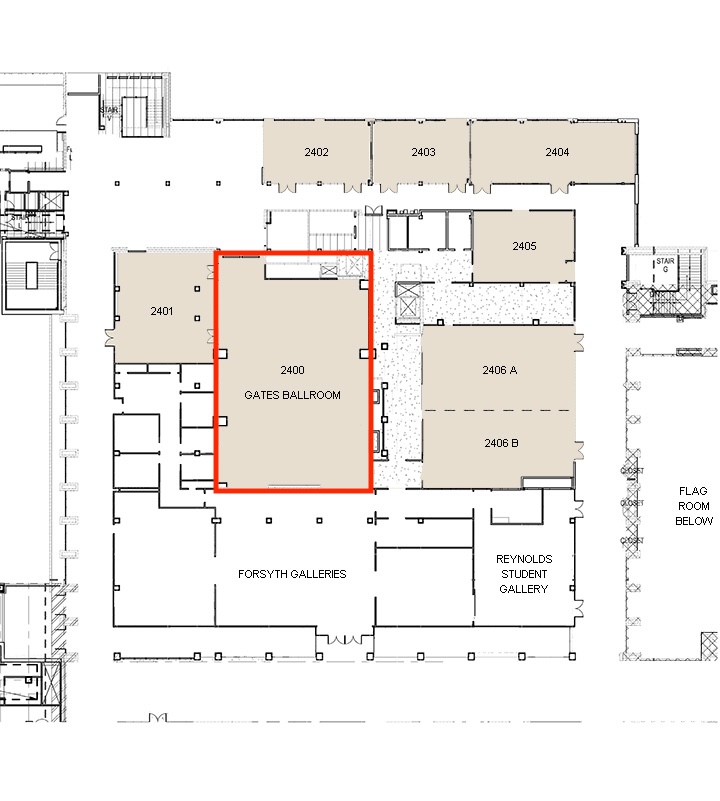 STAIR
2402
2403
2404
STAIR
2405
STAIR
G
2401
2400
GATES BALLROOM
2406 A
2406 B
CLOSET
FLAG
ROOM
BELOW
CLOSET
FORSYTH GALLERIES
REYNOLDS
STUDENT
GALLERY